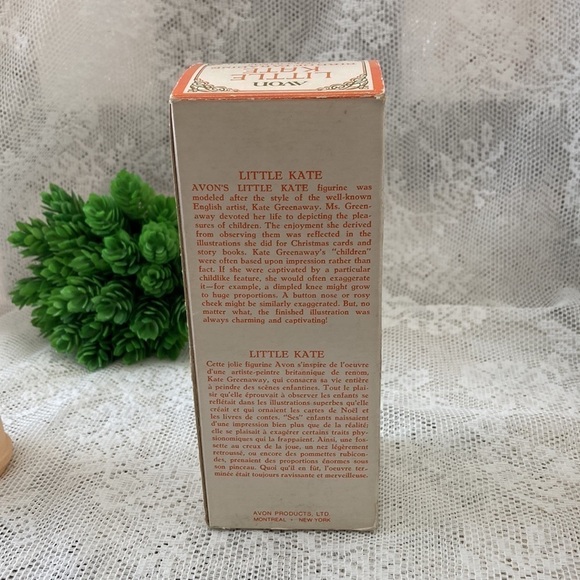 AVON
LITTLE
KATE
LITTLE KATE
AVON'S LITTLE KATE figurine was
modeled after the style of the well-known
English artist, Kate Greenaway. Ms. Green-
away devoted her life to depicting the plea-
sures of children. The enjoyment she derived
from observing them was reflected in the
illustrations she did for Christmas cards and
story books. Kate Greenaway's "children"
were often based upon impression rather than
fact. If she were captivated by a particular
childlike feature, she would often exaggerate
it—for example, a dimpled knee might grow
to huge proportions. A button nose or rosy
cheek might be similarly exaggerated. But, no
matter what, the finished illustration was
always charming and captivating!
LITTLE KATE
Cette jolie figurine Avon s'inspire de l'oeuvre
d'une artiste-peintre britannique de renom,
Kate Greenaway, qui consacra sa vie entière
à peindre des scènes enfantines. Tout le plai-
sir qu'elle éprouvait à observer les enfants se
reflétait dans les illustrations superbes qu'elle
créait et qui ornaient les cartes de Noël et
les livres de contes. "Ses" enfants naissaient
d'une impression bien plus que de la réalité;
elle se plaisait à exagérer certains traits phy-
sionomiques qui la frappaient. Ainsi, une fos-
sette au creux de la joue, un nez légèrement
retroussé, ou encore des pommettes rubicon-
des, prenaient des proportions énormes sous
son pinceau. Quoi qu'il en fût, l'oeuvre ter-
minée était toujours ravissante et merveilleuse.
AVON PRODUCTS, LTD.
MONTREAL • NEW YORK